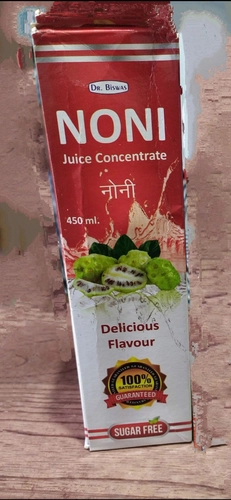 DR. BISWAS
NONI
Juice Concentrate
नोनी
450 ml.
Delicious
Flavour
100%
SATISFACTION
GUARANTEED
SUGAR FREE